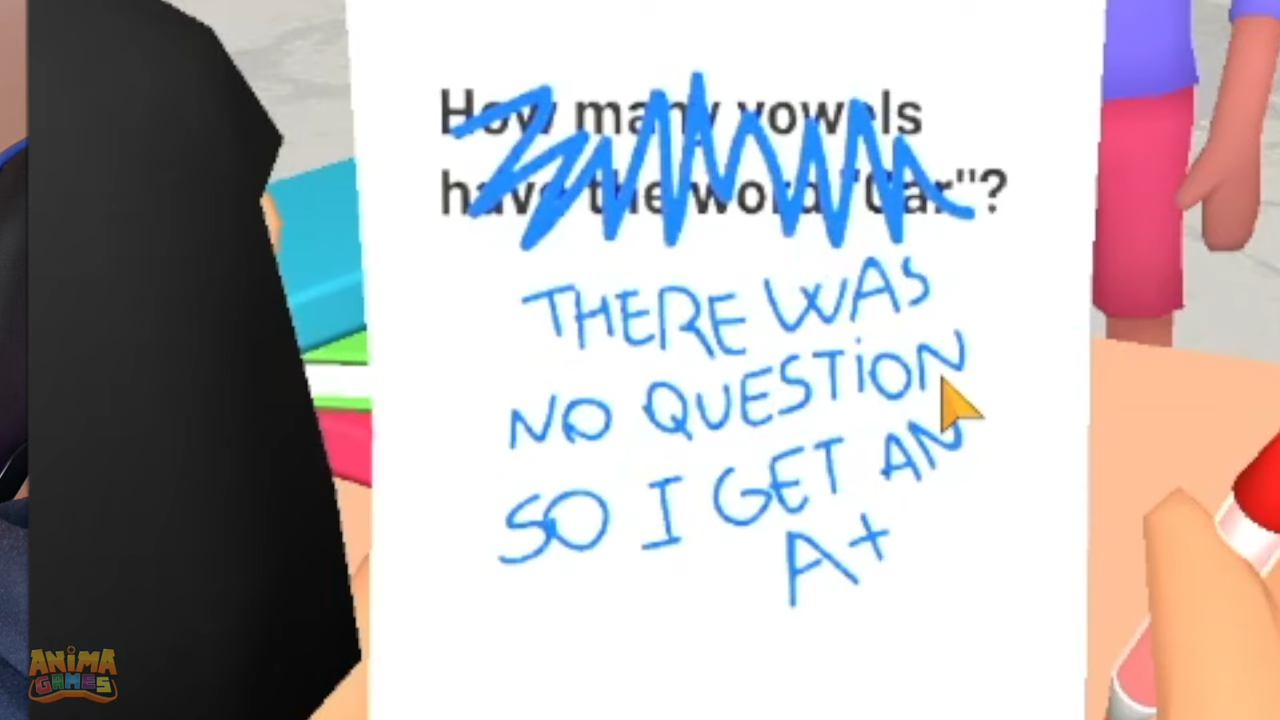 How many vowels
have the word "Car"?
THERE WAS
NO QUESTION
SO I GET AN
A+
ANiMA
GAMES